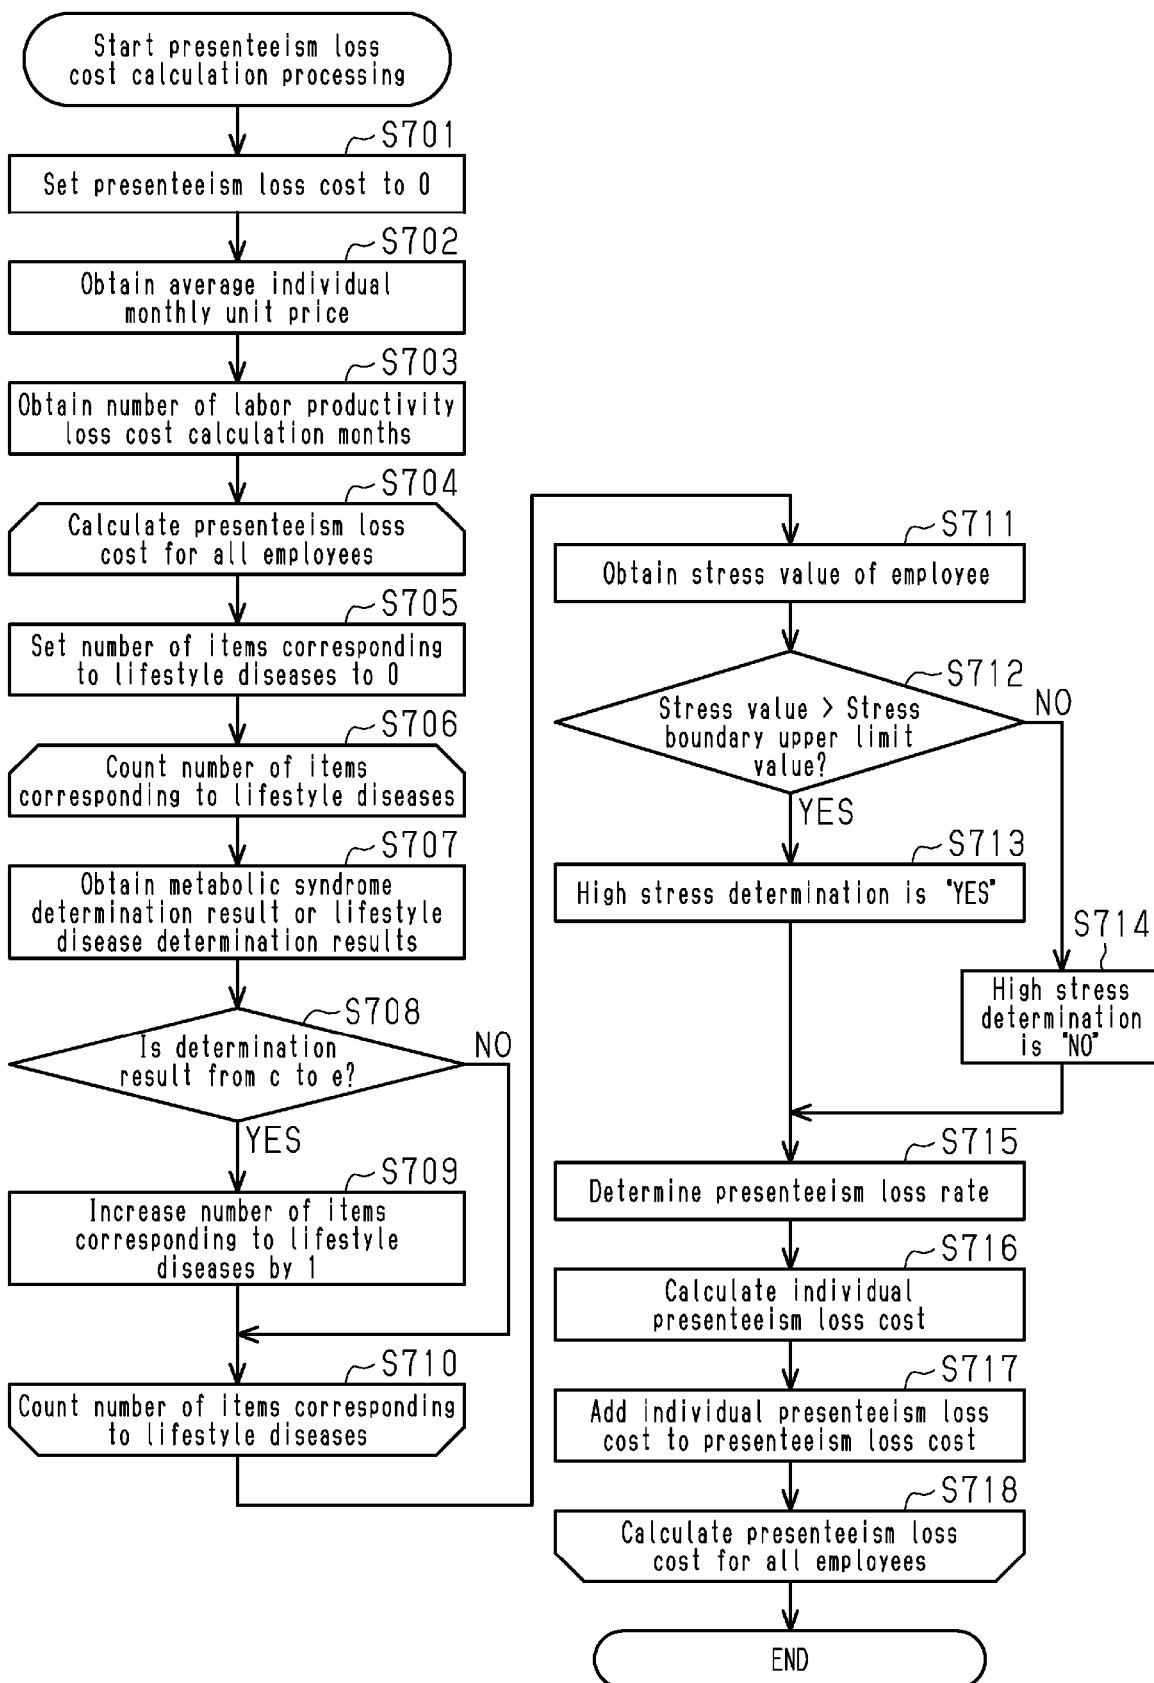 Start presenteeism loss
cost calculation processing
S701
Set presenteeism loss cost to 0
S702
Obtain average individual
monthly unit price
S703
Obtain number of labor productivity
loss cost calculation months
S704
Calculate presenteeism loss
cost for all employees
S705
Set number of items corresponding
to lifestyle diseases to 0
S706
Count number of items
corresponding to lifestyle diseases
S707
Obtain metabolic syndrome
determination result or lifestyle
disease determination results
S708
Is determination
result from c to e?
NO
YES
S709
Increase number of items
corresponding to lifestyle
diseases by 1
S710
Count number of items corresponding
to lifestyle diseases
S711
Obtain stress value of employee
S712
Stress value > Stress
boundary upper limit
value?
NO
YES
S713
High stress determination is "YES"
S714
High stress
determination
is "NO"
S715
Determine presenteeism loss rate
S716
Calculate individual
presenteeism loss cost
S717
Add individual presenteeism loss
cost to presenteeism loss cost
S718
Calculate presenteeism loss
cost for all employees
END